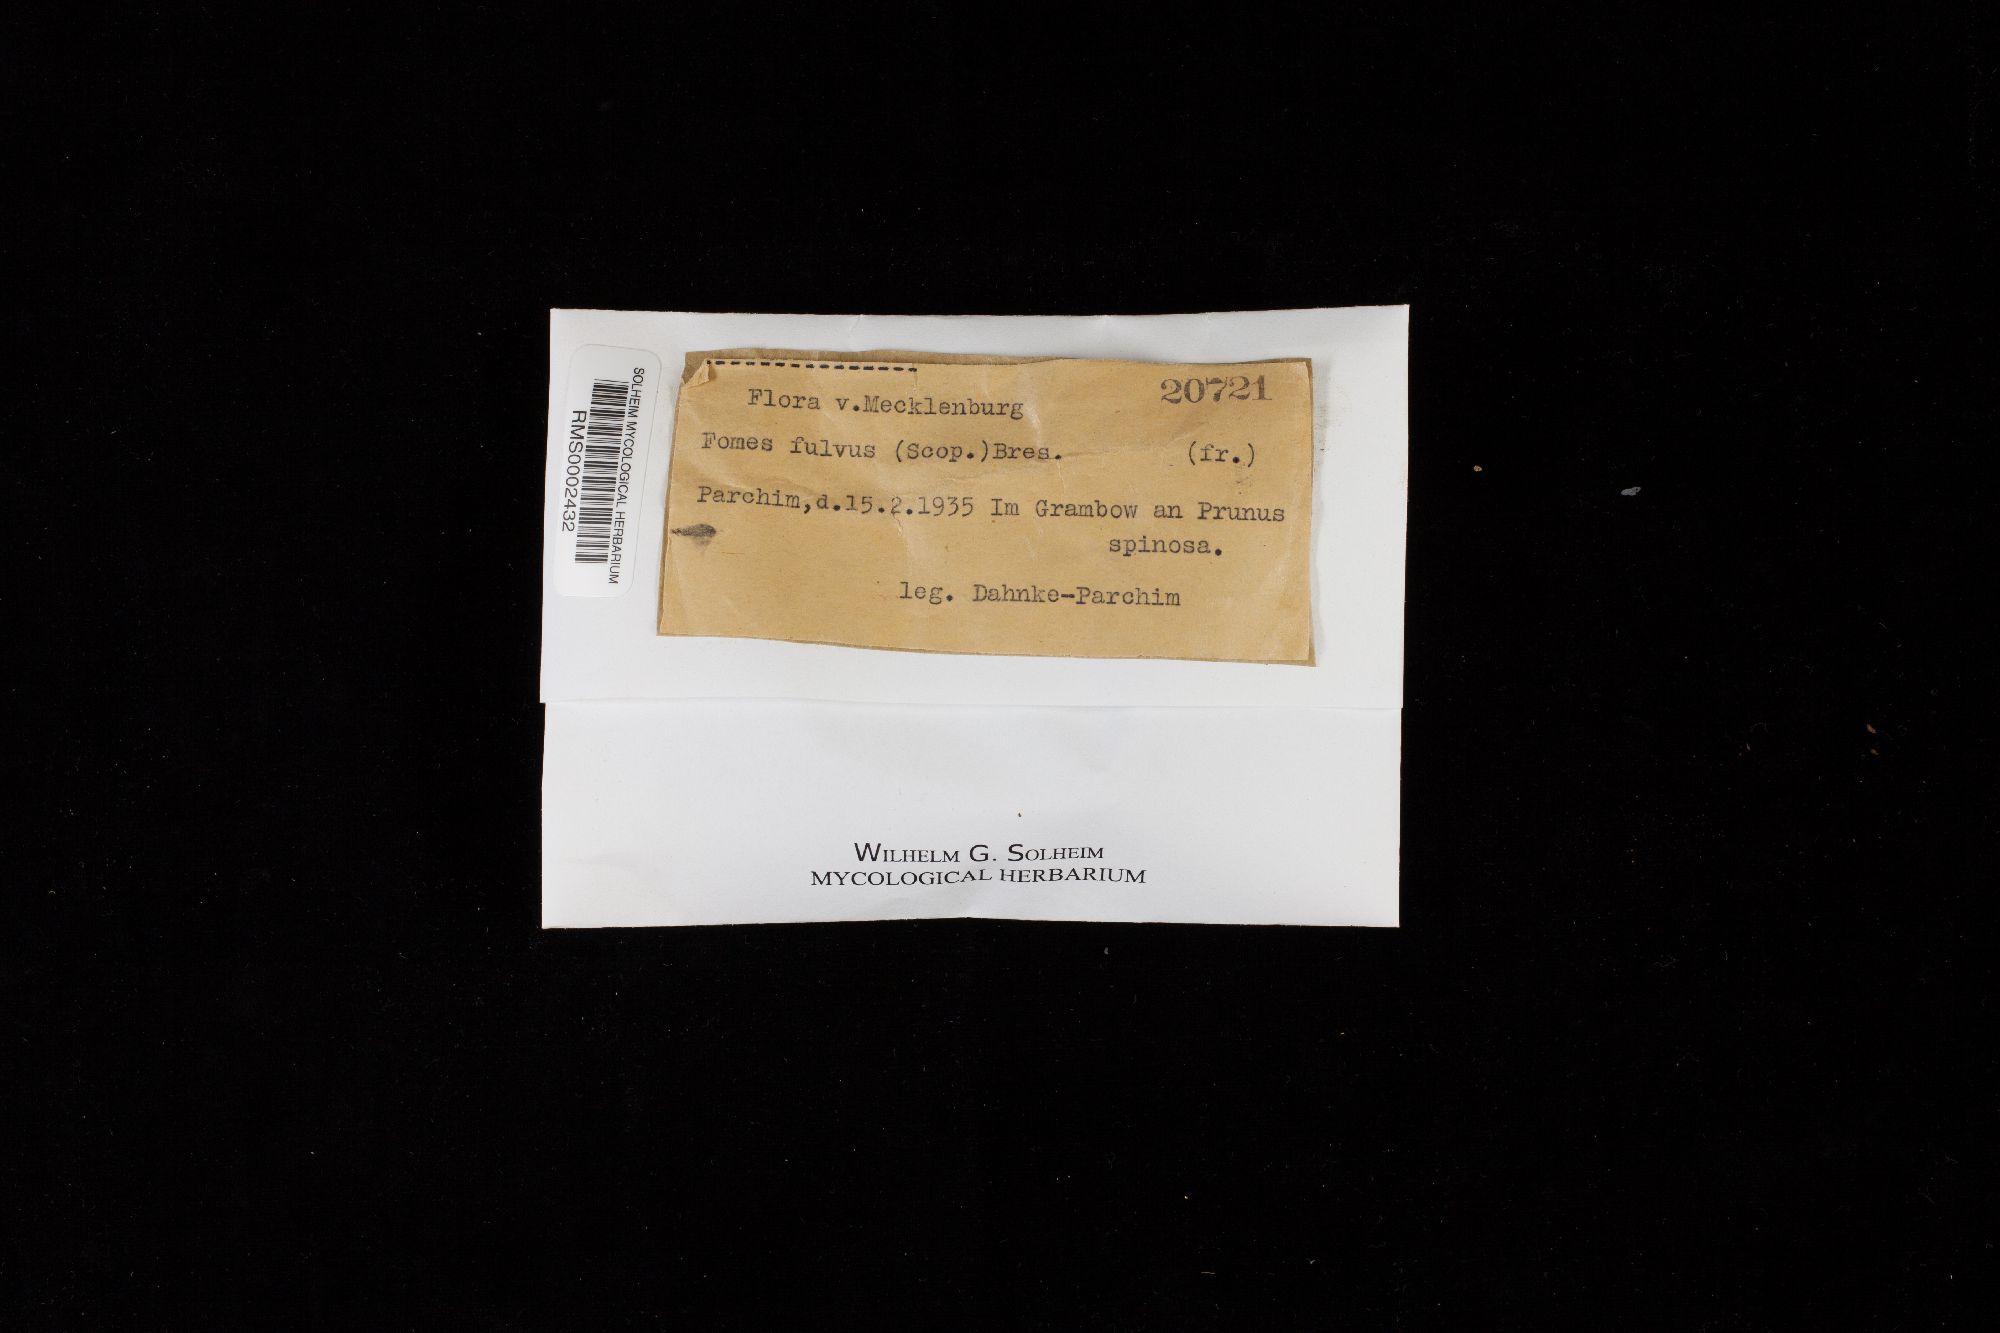 SOLHEIM MYCOLOGICAL HERBARIUM
RMS0002432
20721
Flora v.Mecklenburg
Fomes fulvus (Scop.)Bres. (fr.)
Parchim,d.15.2.1935 Im Grambow an Prunus
spinosa.
leg. Dahnke-Parchim
WILHELM G. SOLHEIM
MYCOLOGICAL HERBARIUM